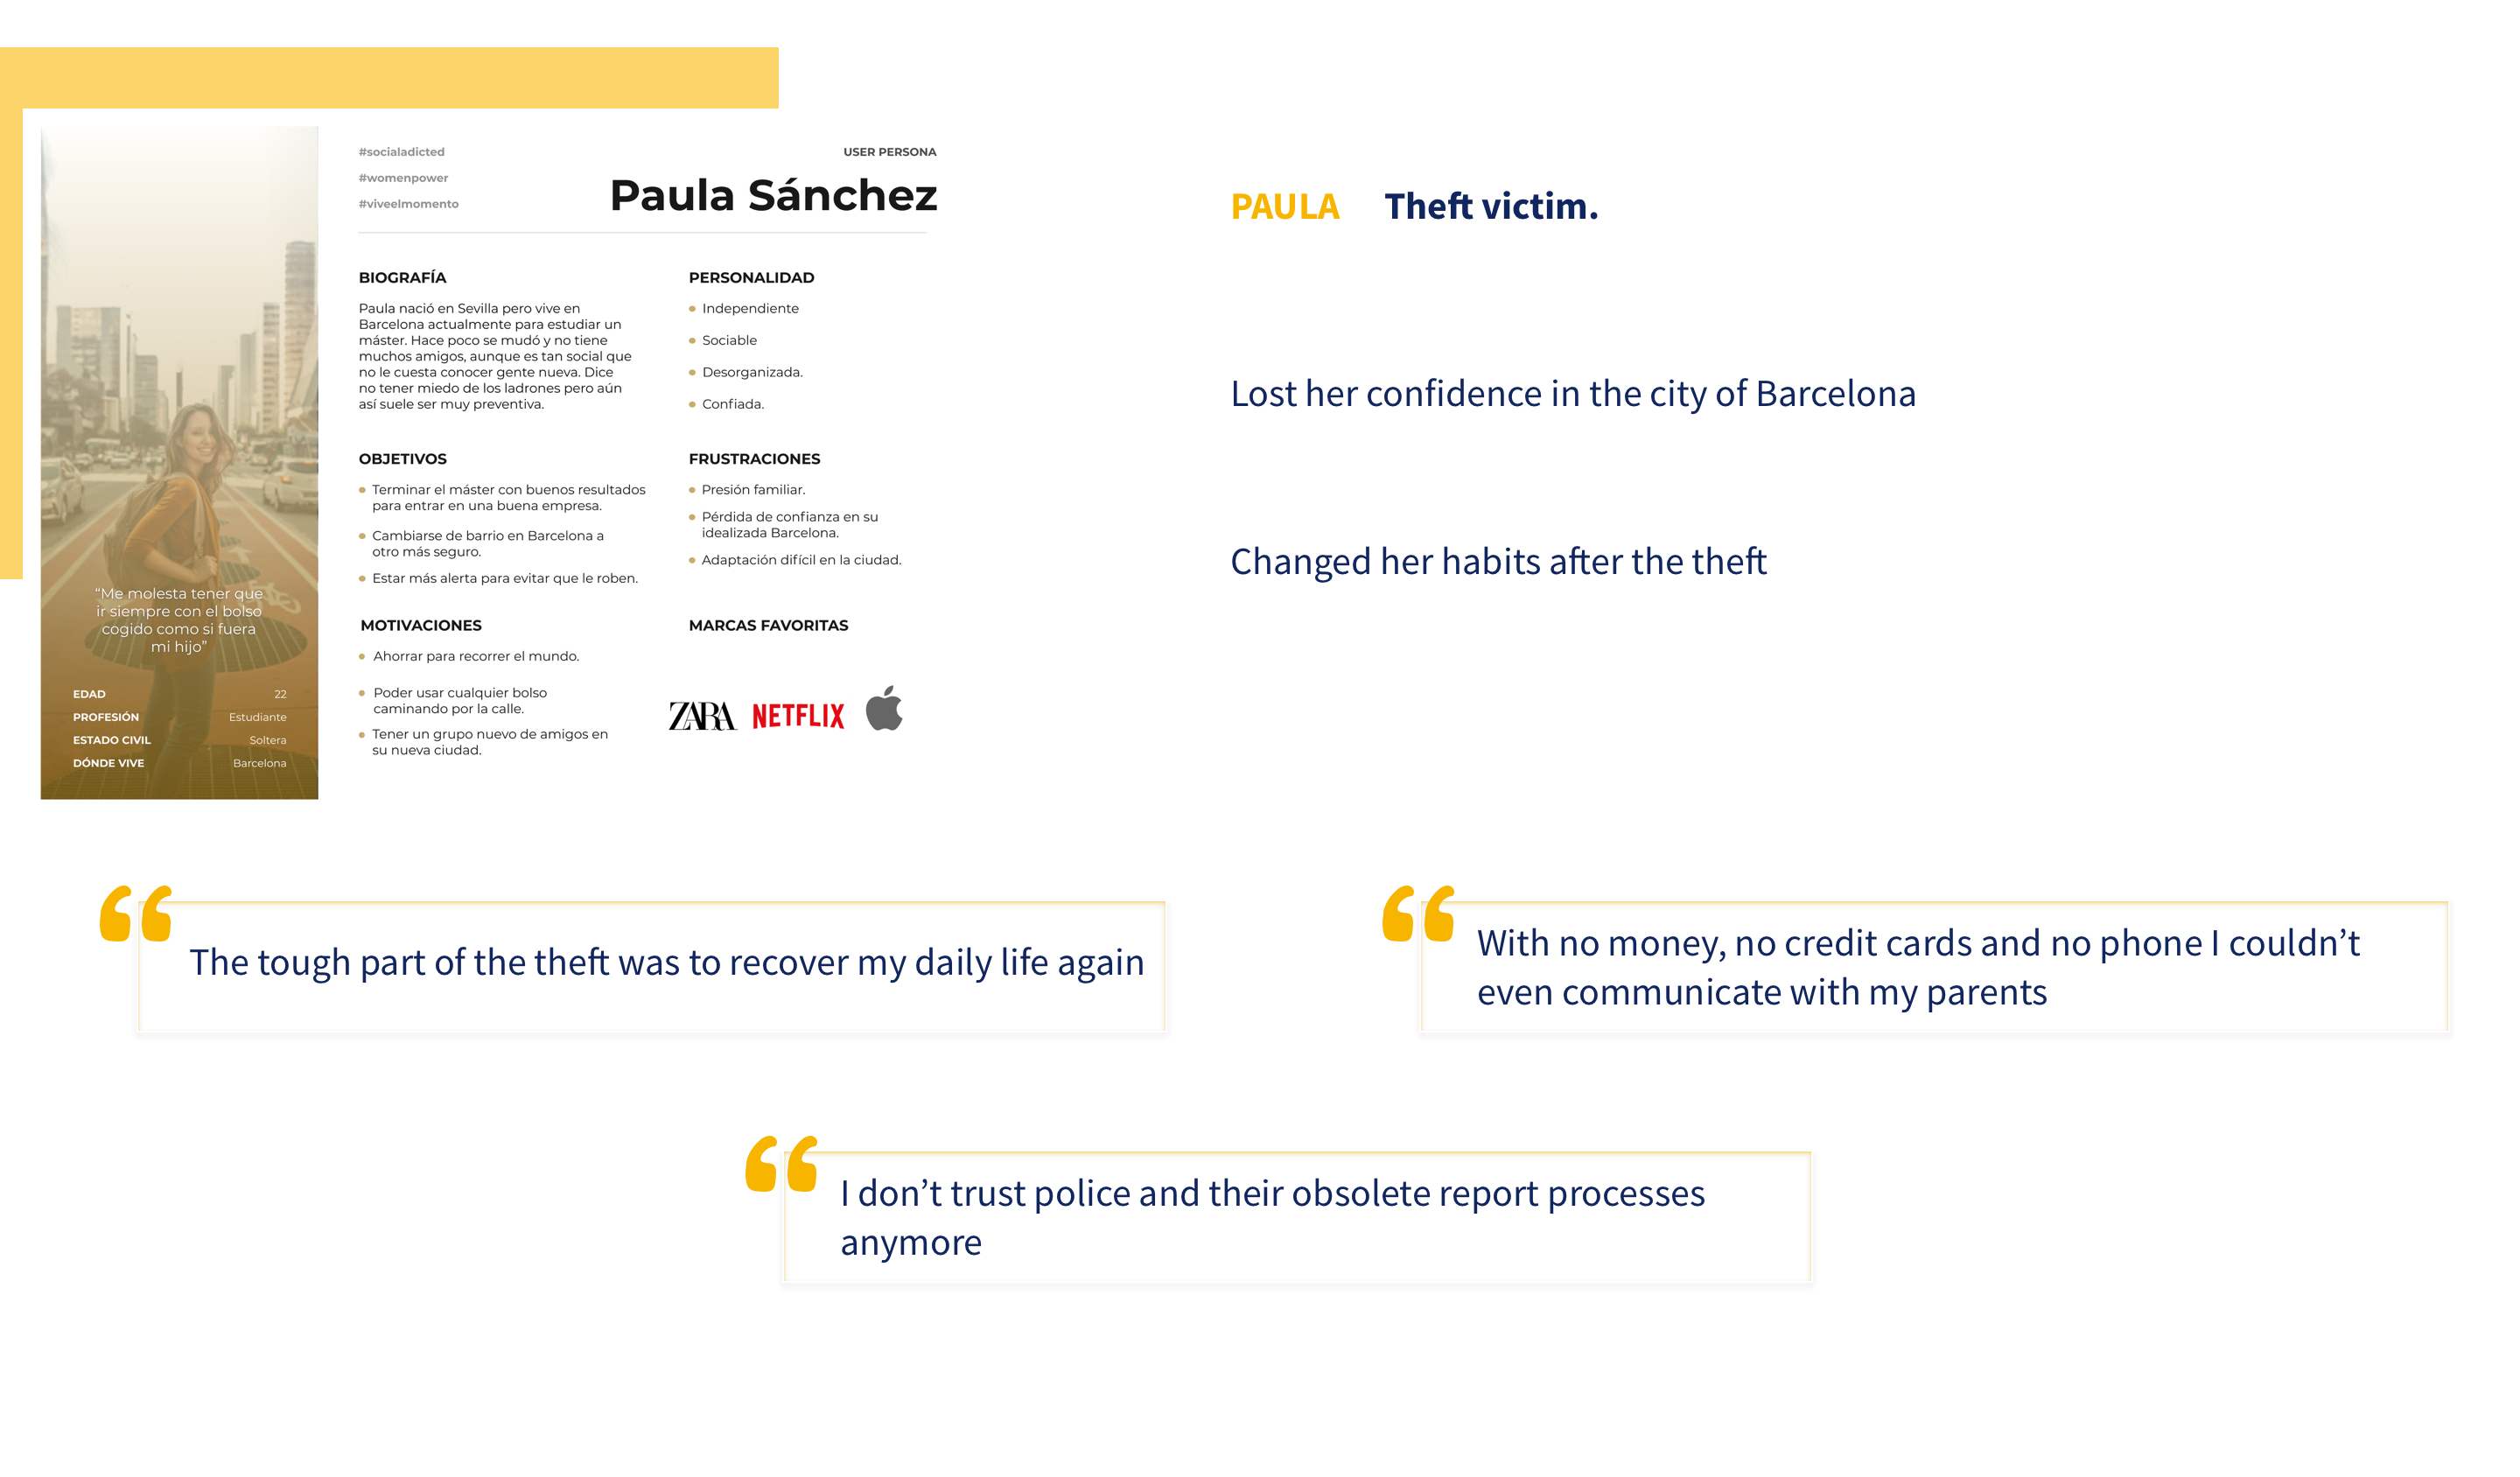 #socialadicted
#womenpower
#viveelmomento
USER PERSONA
Paula Sánchez
BIOGRAFÍA
Paula nació en Sevilla pero vive en
Barcelona actualmente para estudiar un
máster. Hace poco se mudó y no tiene
muchos amigos, aunque es tan social que
no le cuesta conocer gente nueva. Dice
no tener miedo de los ladrones pero aún
así suele ser muy preventiva.
PERSONALIDAD
Independiente
Sociable
Desorganizada.
Confiada.
OBJETIVOS
Terminar el máster con buenos resultados
para entrar en una buena empresa.
Cambiarse de barrio en Barcelona a
otro más seguro.
Estar más alerta para evitar que le roben.
FRUSTRACIONES
Presión familiar.
Pérdida de confianza en su
idealizada Barcelona.
Adaptación difícil en la ciudad.
MOTIVACIONES
Ahorrar para recorrer el mundo.
Poder usar cualquier bolso
caminando por la calle.
Tener un grupo nuevo de amigos en
su nueva ciudad.
MARCAS FAVORITAS
ZARA NETFLIX
“Me molesta tener que
ir siempre con el bolso
cogido como si fuera
mi hijo”
EDAD 22
PROFESIÓN Estudiante
ESTADO CIVIL Soltera
DÓNDE VIVE Barcelona
PAULA Theft victim.
Lost her confidence in the city of Barcelona
Changed her habits after the theft
“
The tough part of the theft was to recover my daily life again
“
With no money, no credit cards and no phone I couldn’t
even communicate with my parents
“
I don’t trust police and their obsolete report processes
anymore